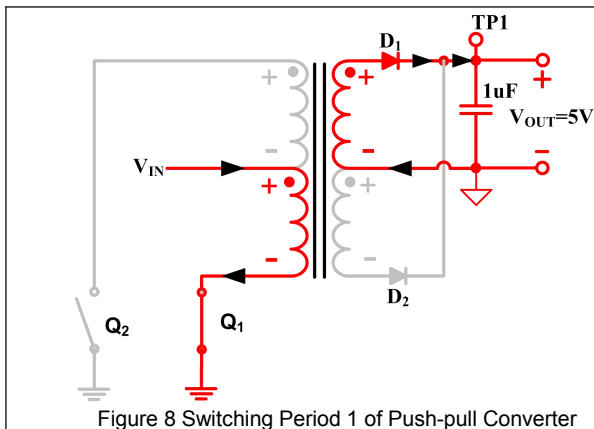 TP1
D1
+
+
+
1uF
VOUT=5V
-
-
-
VIN
+
+
-
-
D2
Q2
Q1
Figure 8 Switching Period 1 of Push-pull Converter